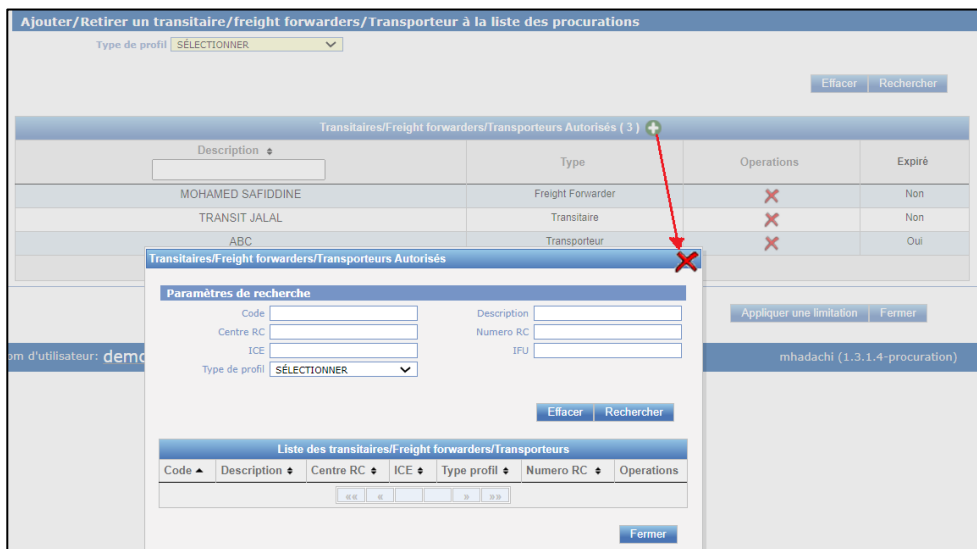 Ajouter/Retirer un transitaire/freight forwarders/Transporteur à la liste des procurations
Type de profil SÉLECTIONNER
Effacer Rechercher
Transitaires/Freight forwarders/Transporteurs Autorisés ( 3 )
Description Type Operations Expiré
MOHAMED SAFIDDINE Freight Forwarder Non
TRANSIT JALAL Transitaire Non
ABC Transporteur Oui
Transitaires/Freight forwarders/Transporteurs Autorisés
Paramètres de recherche
Code Description
Centre RC Numero RC
ICE IFU
Type de profil SÉLECTIONNER
Appliquer une limitation Fermer
om d'utilisateur: demo mhadachi (1.3.1.4-procuration)
Effacer Rechercher
Liste des transitaires/Freight forwarders/Transporteurs
Code Description Centre RC ICE Type profil Numero RC Operations
«« « » »»
Fermer